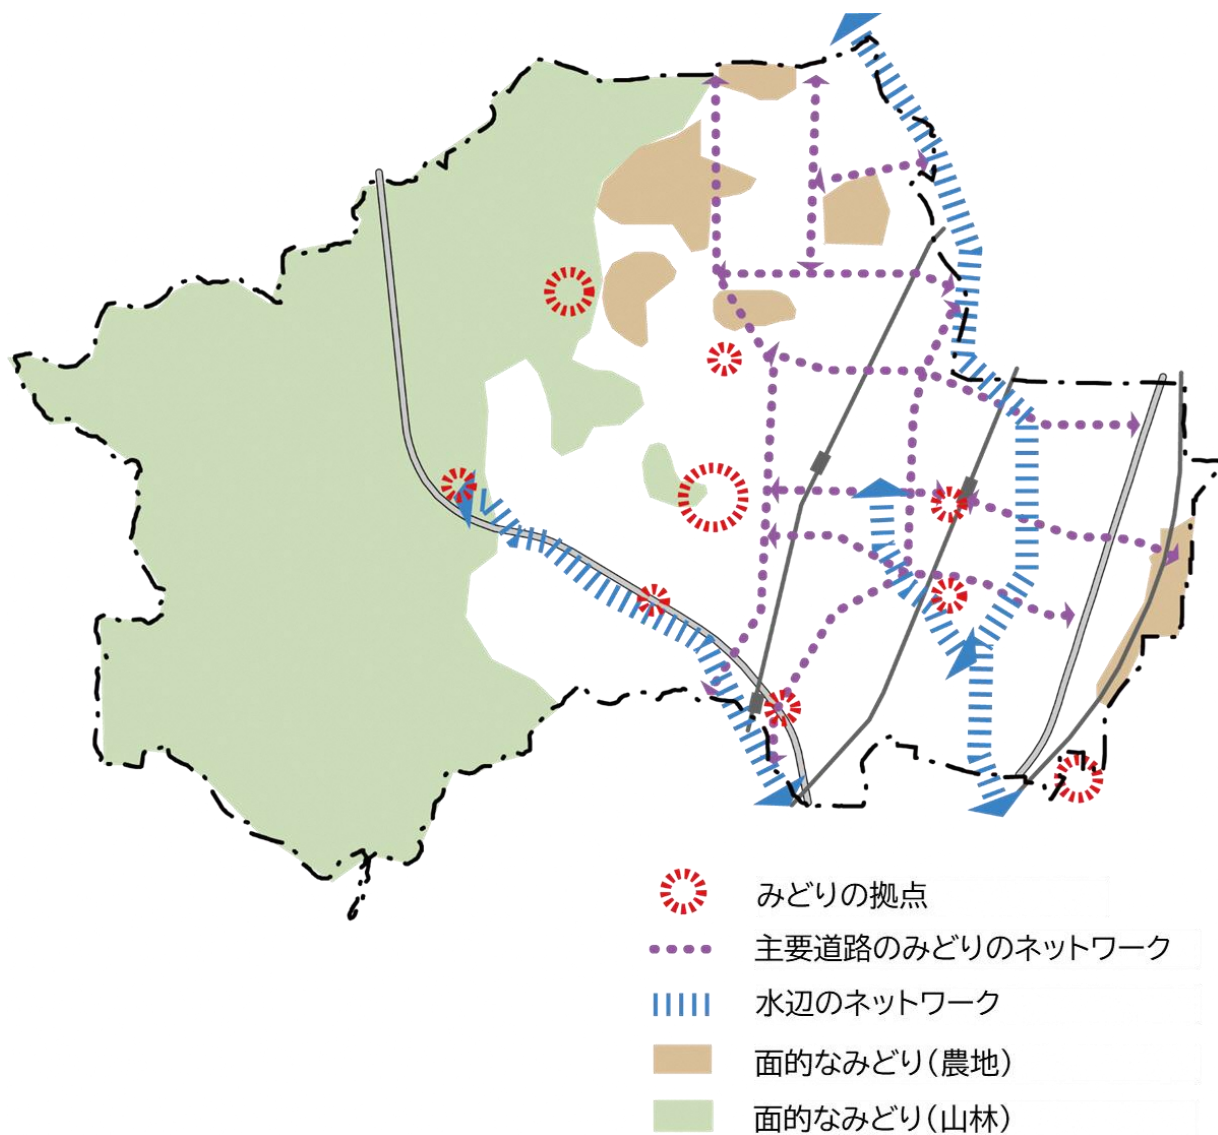 みどりの拠点
主要道路のみどりのネットワーク
水辺のネットワーク
面的なみどり(農地)
面的なみどり(山林)